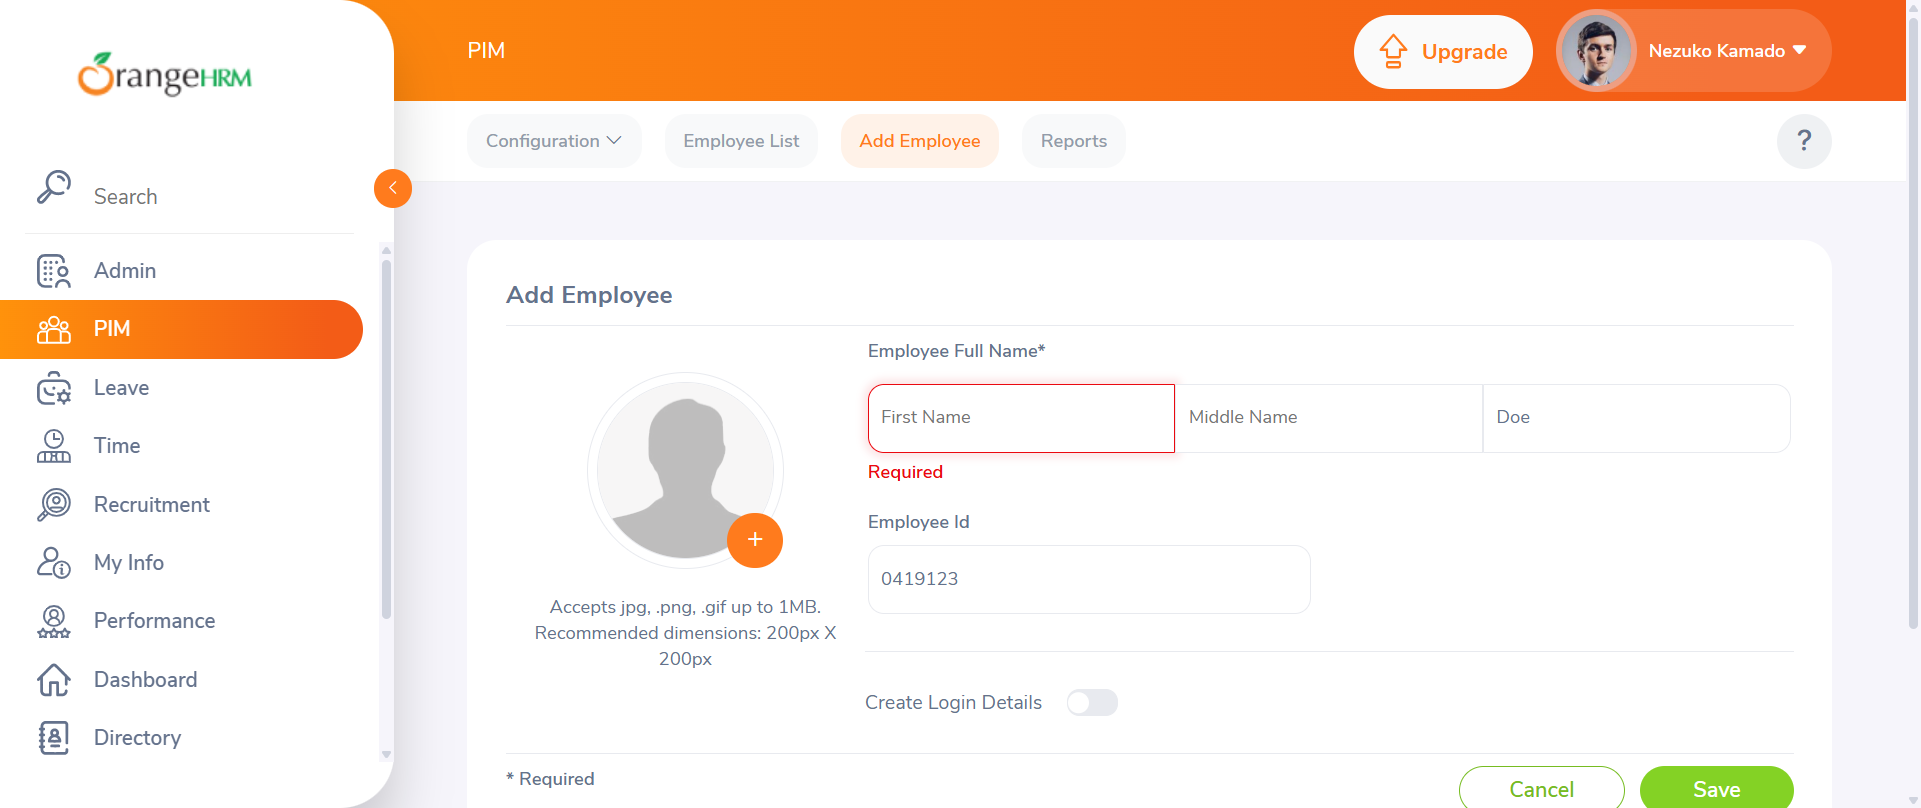 OrangeHRM
PIM
Upgrade
Nezuko Kamado
Configuration
Employee List
Add Employee
Reports
?
Search
Admin
PIM
Leave
Time
Recruitment
My Info
Performance
Dashboard
Directory
Add Employee
Accepts jpg, .png, .gif up to 1MB.
Recommended dimensions: 200px X
200px
Employee Full Name*
First Name
Middle Name
Doe
Required
Employee Id
0419123
Create Login Details
* Required
Cancel
Save